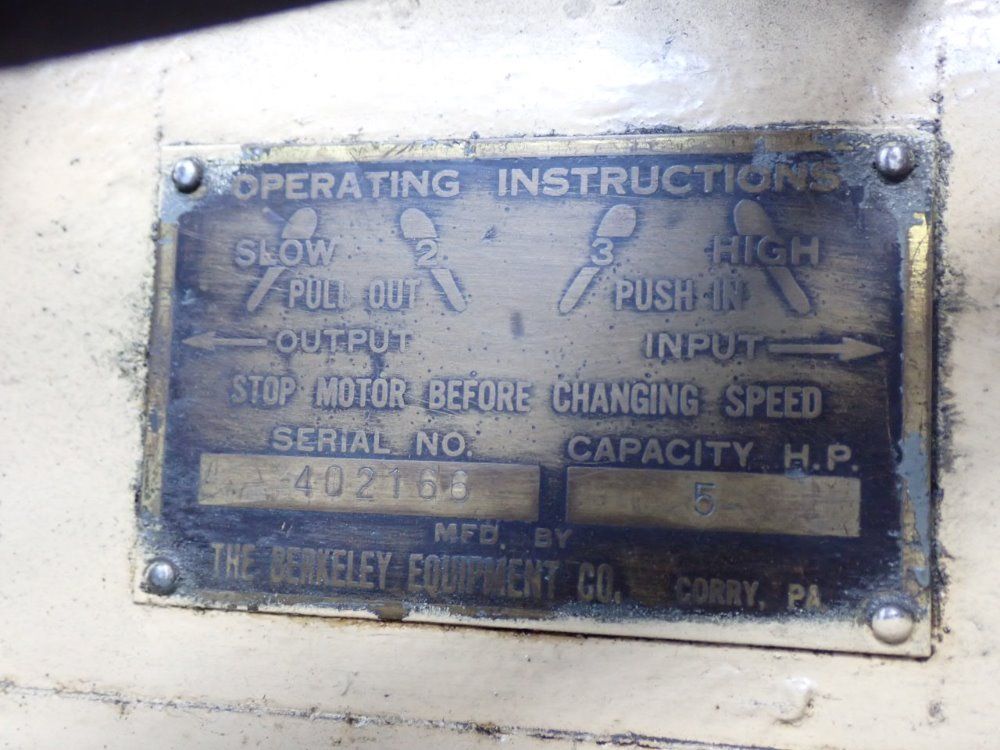 OPERATING INSTRUCTIONS
SLOW 2 3 HIGH
PULL OUT PUSH IN
OUTPUT INPUT
STOP MOTOR BEFORE CHANGING SPEED
SERIAL NO. CAPACITY H.P.
402166 5
MFD. BY
THE BERKELEY EQUIPMENT CO. CORRY, PA